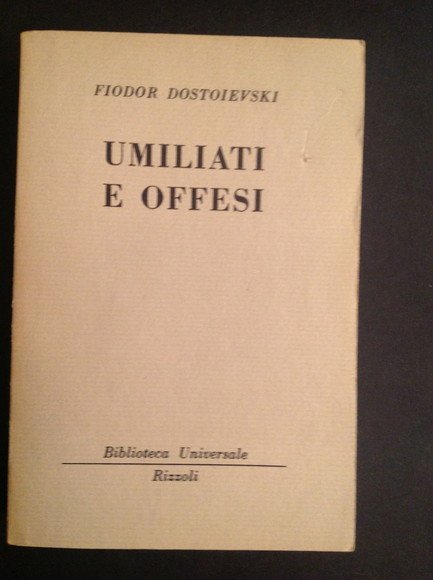 FIODOR DOSTOIEVSKI
UMILIATI
E OFFESI
Biblioteca Universale
Rizzoli